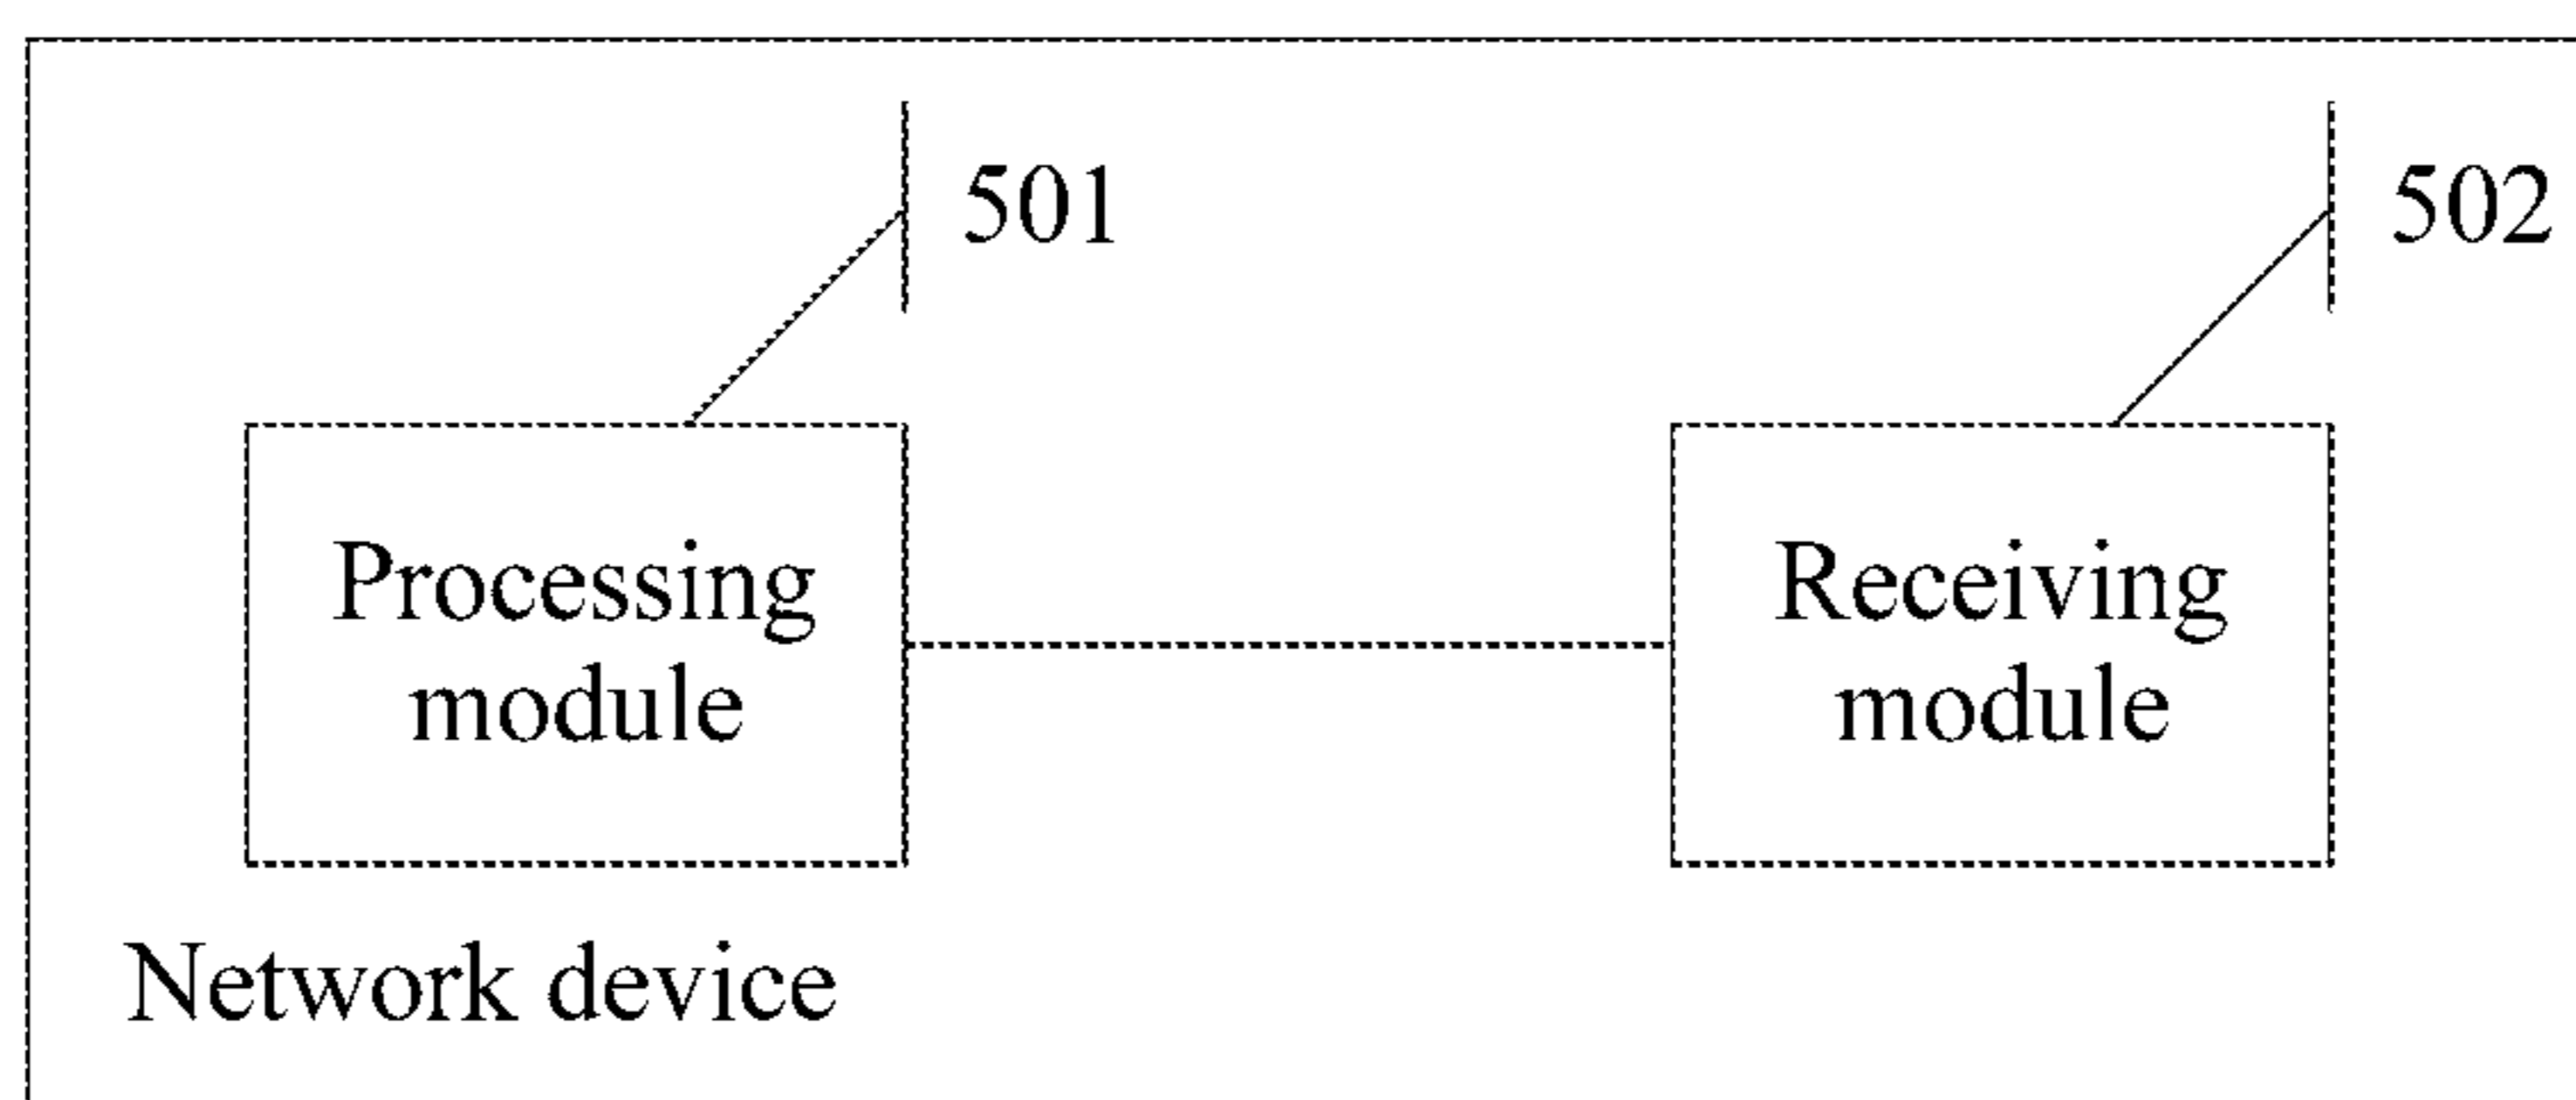 501
502
Processing
module
Receiving
module
Network device